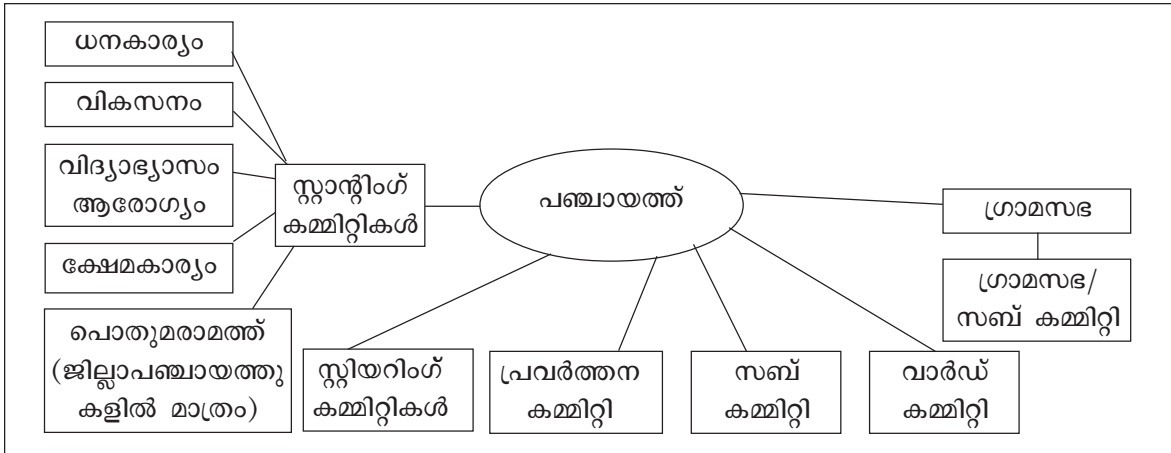 ധനകാര്യം
വികസനം
വിദ്യാഭ്യാസം
ആരോഗ്യം
ക്ഷേമകാര്യം
പൊതുമരാമത്ത്
(ജില്ലാപഞ്ചായത്തു
കളിൽ മാത്രം)
സ്റ്റാന്റിംഗ്
കമ്മിറ്റികൾ
പഞ്ചായത്ത്
ഗ്രാമസഭ
ഗ്രാമസഭ/
സബ് കമ്മിറ്റി
സ്റ്റിയറിംഗ്
കമ്മിറ്റികൾ
പ്രവർത്തന
കമ്മിറ്റി
സബ്
കമ്മിറ്റി
വാർഡ്
കമ്മിറ്റി